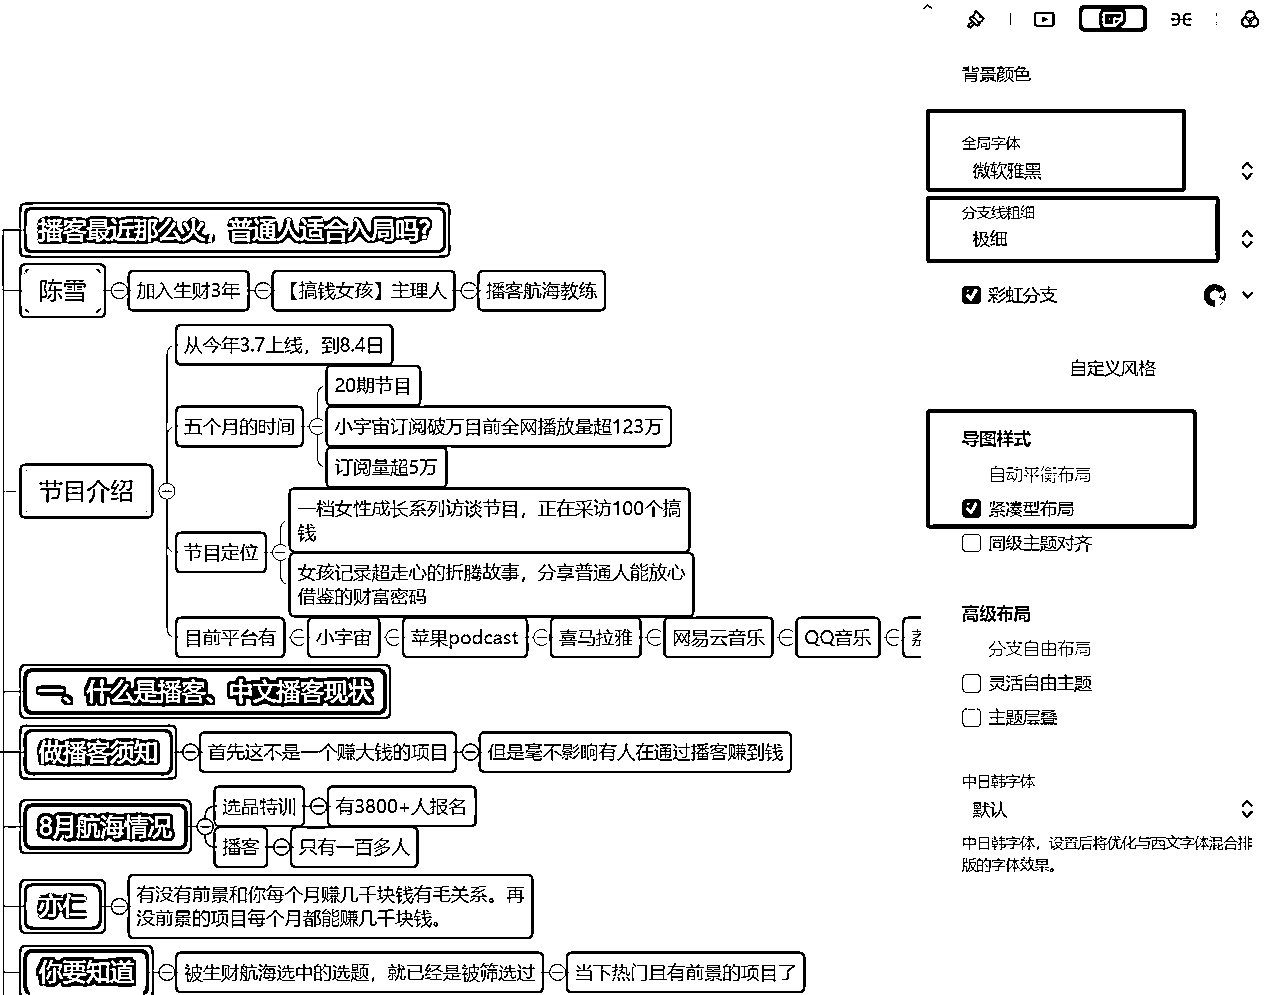 播客最近那么火，普通人适合入局吗？
陈雪
加入生财3年
【搞钱女孩】主理人
播客航海教练
节目介绍
从今年3.7上线，到8.4日
五个月的时间
20期节目
小宇宙订阅破万目前全网播放量超123万
订阅量超5万
节目定位
一档女性成长系列访谈节目，正在采访100个搞
钱
女孩记录超走心的折腾故事，分享普通人能放心
借鉴的财富密码
目前平台有
小宇宙
苹果podcast
喜马拉雅
网易云音乐
QQ音乐
一、什么是播客、中文播客现状
做播客须知
首先这不是一个赚大钱的项目
但是毫不影响有人在通过播客赚到钱
8月航海情况
选品特训
有3800+人报名
播客
只有一百多人
亦仁
有没有前景和你每个月赚几千块钱有毛关系。再
没前景的项目每个月都能赚几千块钱。
你要知道
被生财航海选中的选题，就已经是被筛选过
当下热门且有前景的项目了
背景颜色
全局字体
微软雅黑
分支线粗细
极细
彩虹分支
自定义风格
导图样式
自动平衡布局
紧凑型布局
同级主题对齐
高级布局
分支自由布局
灵活自由主题
主题层叠
中日韩字体
默认
中日韩字体，设置后将优化与西文字体混合排
版的字体效果。